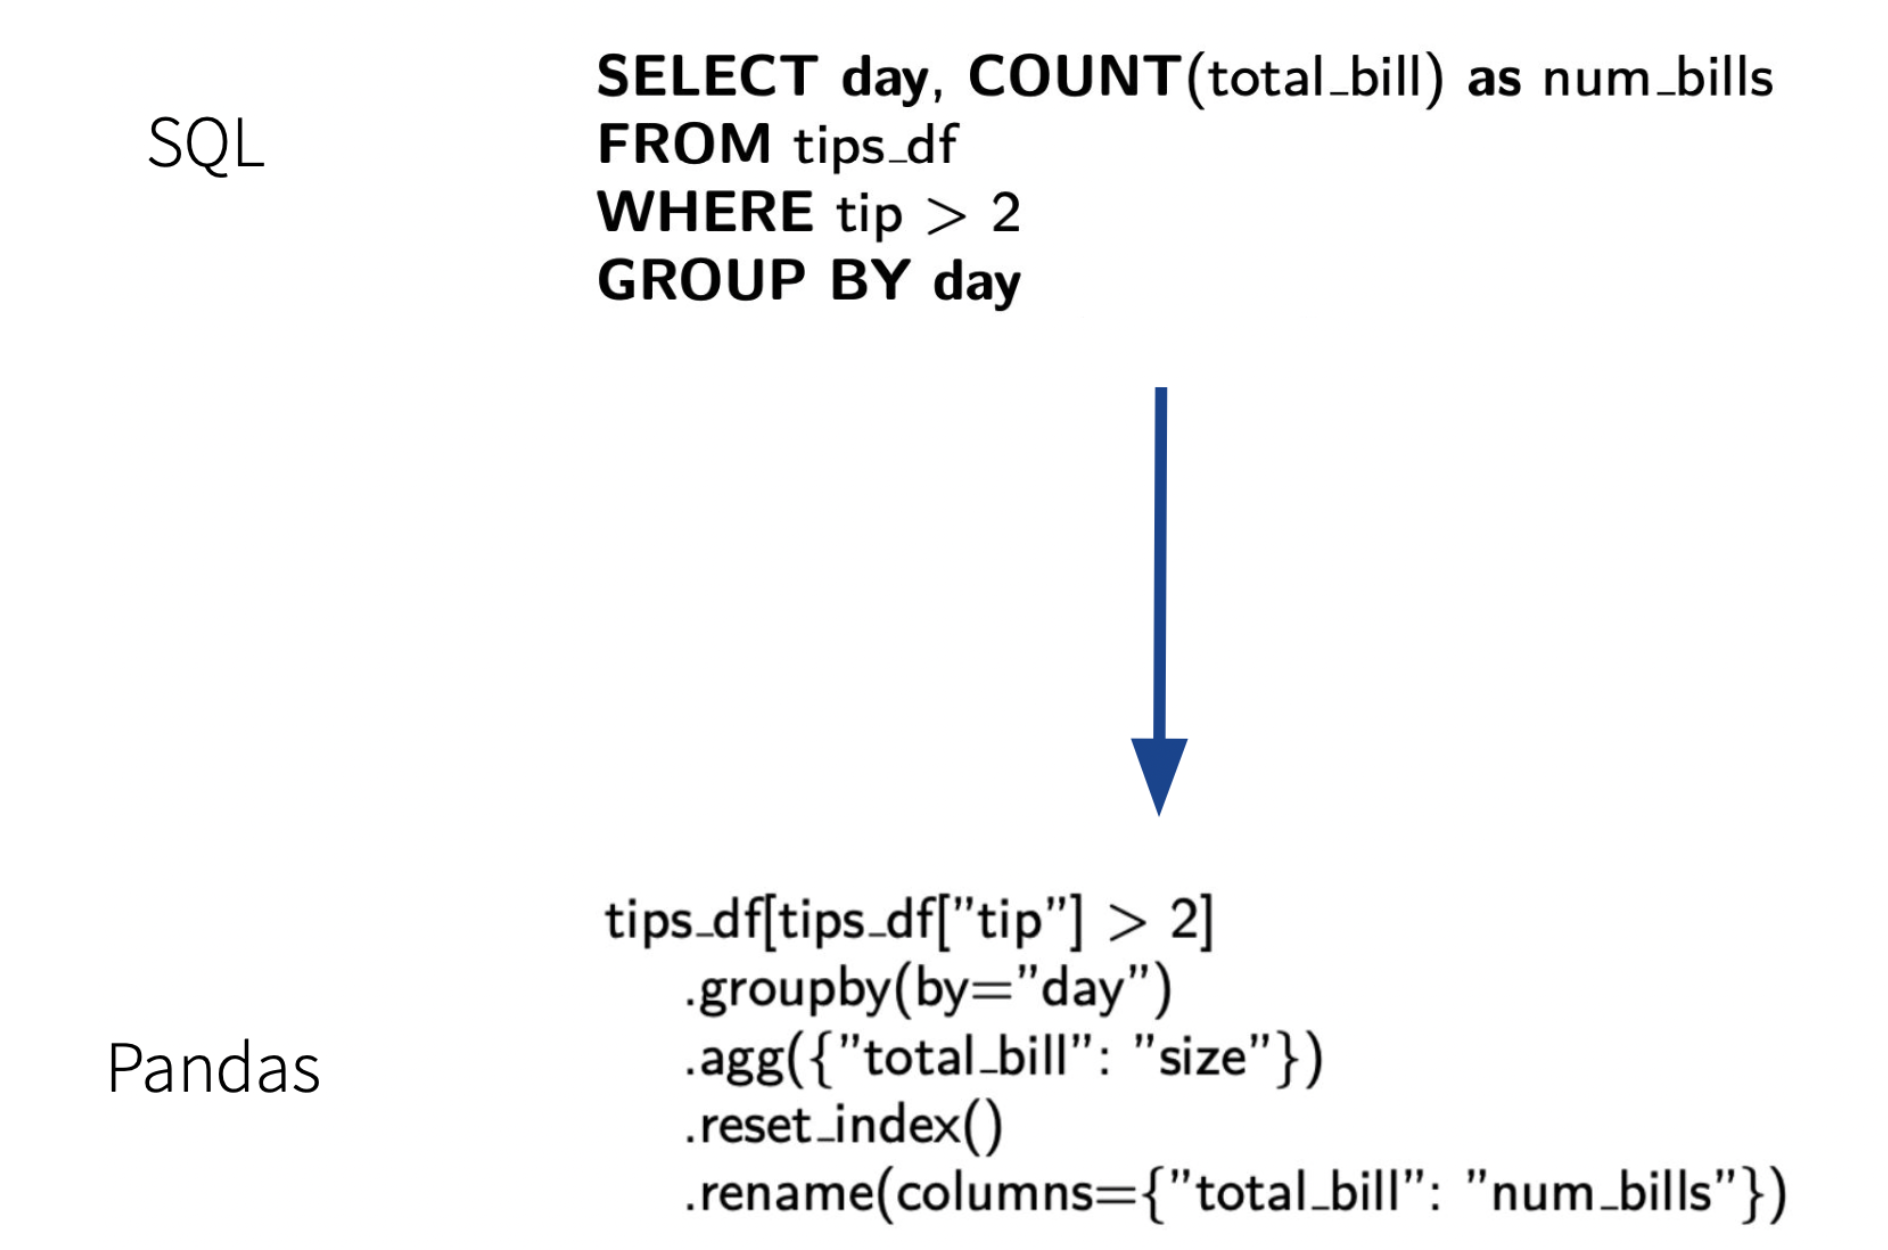 SQL
SELECT day, COUNT(total_bill) as num_bills
FROM tips_df
WHERE tip > 2
GROUP BY day
Pandas
tips_df[tips_df["tip"] > 2]
.groupby(by="day")
.agg({"total_bill": "size"})
.reset_index()
.rename(columns={"total_bill": "num_bills"})